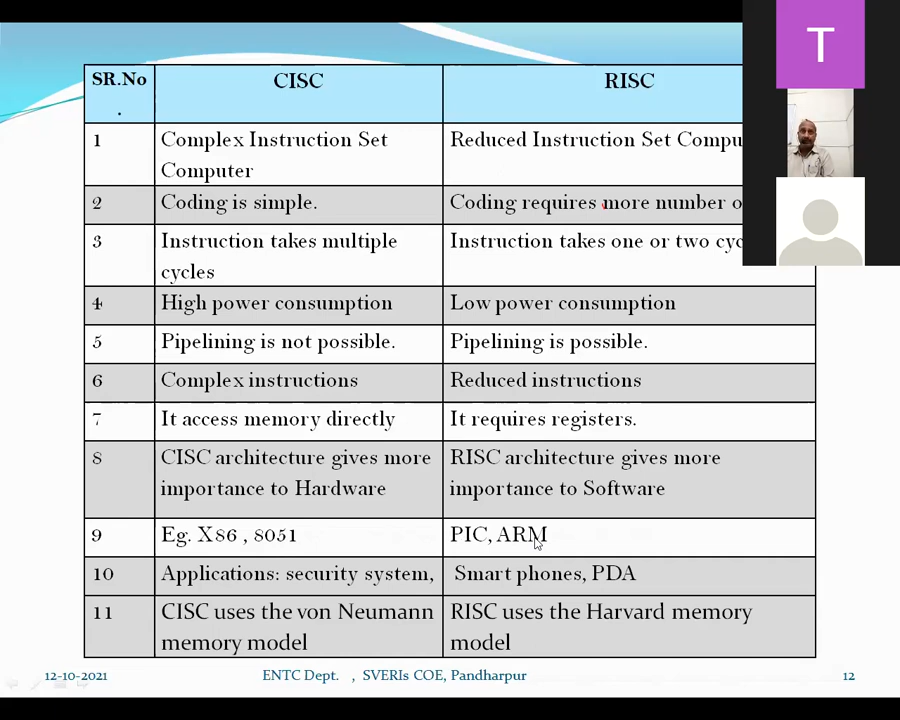 T
SR.No
.
CISC
RISC
1
Complex Instruction Set
Computer
Reduced Instruction Set
2
Coding is simple.
Coding requires more number
3
Instruction takes multiple
cycles
Instruction takes one or two
4
High power consumption
Low power consumption
5
Pipelining is not possible.
Pipelining is possible.
6
Complex instructions
Reduced instructions
7
It access memory directly
It requires registers.
8
CISC architecture gives more
importance to Hardware
RISC architecture gives more
importance to Software
9
Eg. X86 , 8051
PIC, ARM
10
Applications: security system,
Smart phones, PDA
11
CISC uses the von Neumann
memory model
RISC uses the Harvard memory
model
12-10-2021
ENTC Dept. , SVERIs COE, Pandharpur
12